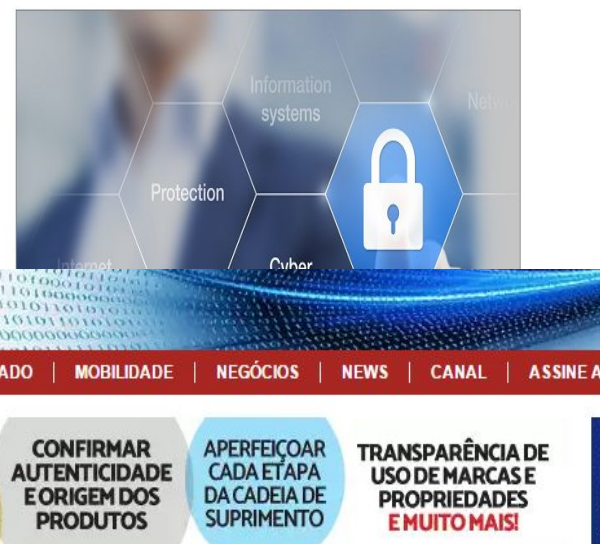 Information
systems
Protection
Internet
Cyber
ADO | MOBILIDADE | NEGÓCIOS | NEWS | CANAL | ASSINE A
CONFIRMAR
AUTENTICIDADE
E ORIGEM DOS
PRODUTOS
APERFEIÇOAR
CADA ETAPA
DA CADEIA DE
SUPRIMENTO
TRANSPARÊNCIA DE
USO DE MARCAS E
PROPRIEDADES
E MUITO MAIS!